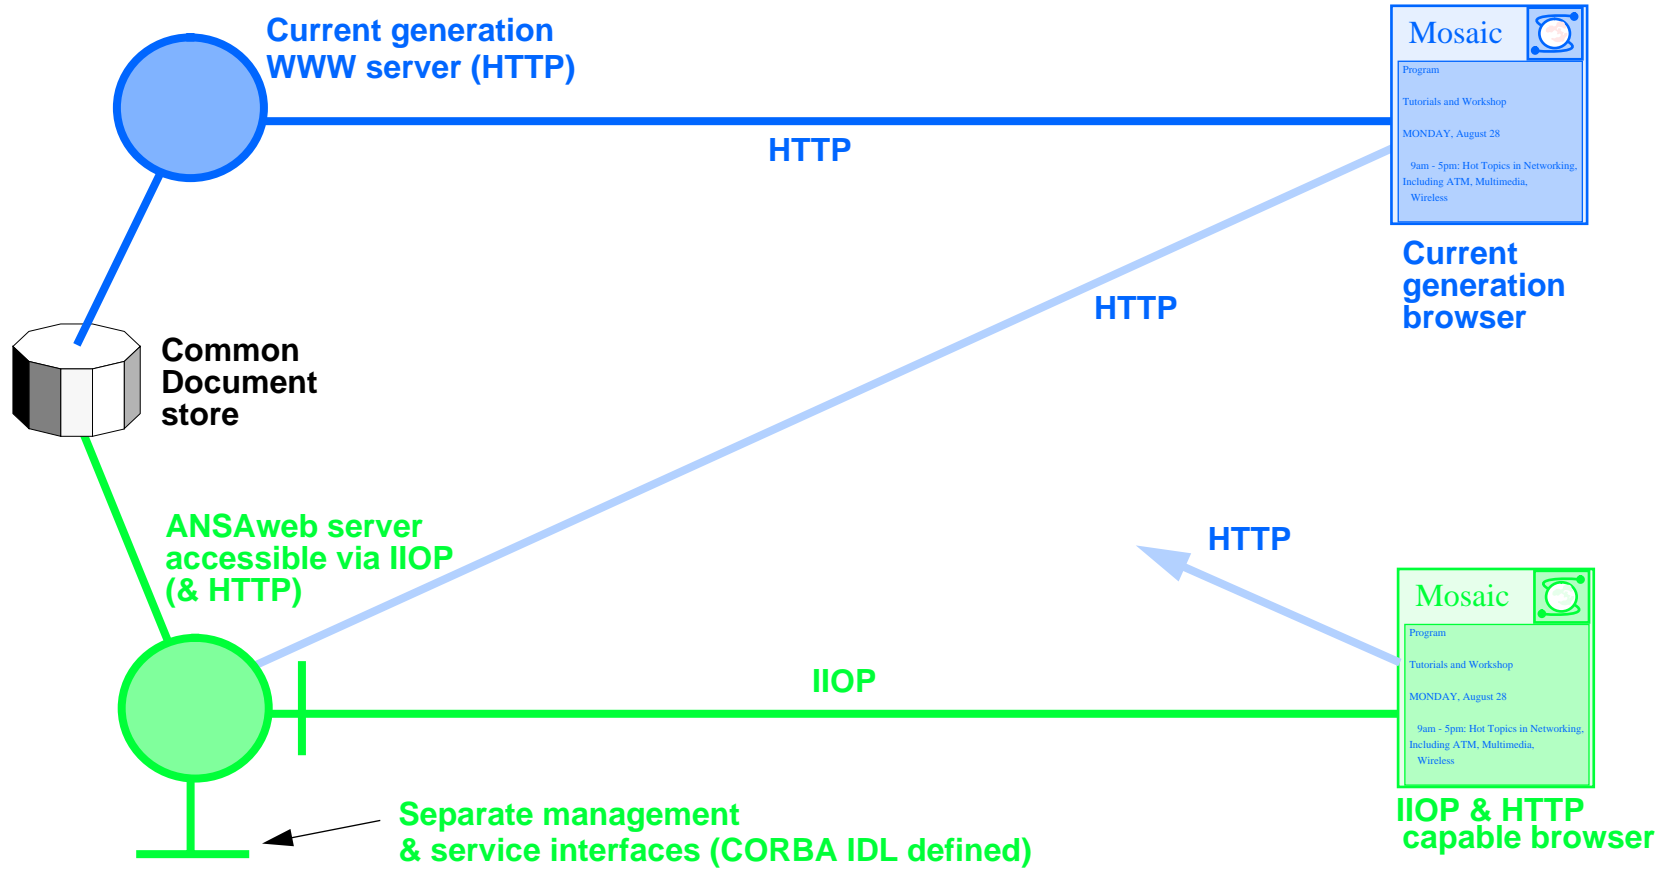 Current generation
WWW server (HTTP)
Mosaic
Program
Tutorials and Workshop
MONDAY, August 28
9am - 5pm: Hot Topics in Networking,
Including ATM, Multimedia,
Wireless
HTTP
Current
generation
browser
HTTP
Common
Document
store
ANSAweb server
accessible via IIOP
(& HTTP)
HTTP
Mosaic
Program
Tutorials and Workshop
MONDAY, August 28
9am - 5pm: Hot Topics in Networking,
Including ATM, Multimedia,
Wireless
IIOP
IIOP & HTTP
capable browser
Separate management
& service interfaces (CORBA IDL defined)